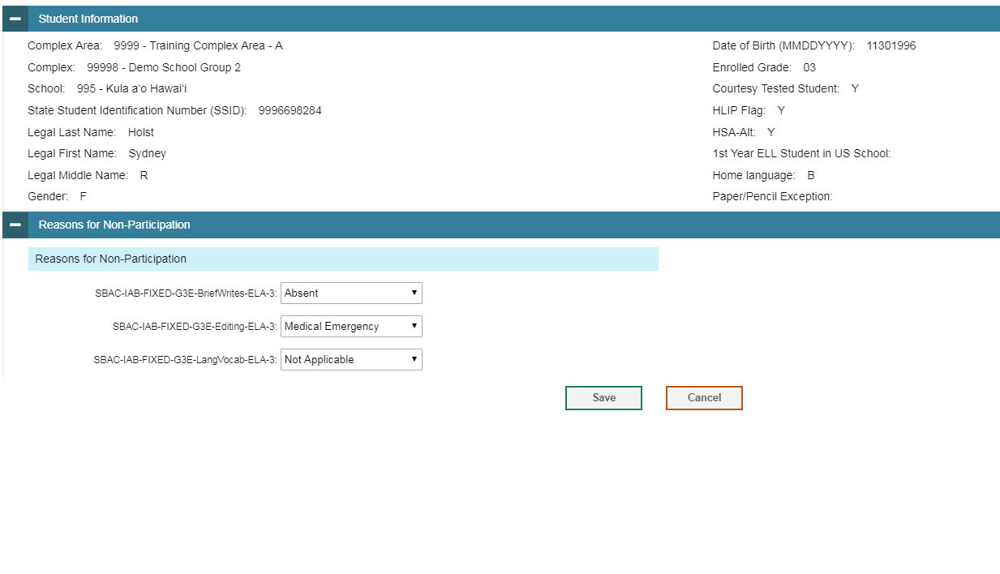 Student Information
Complex Area: 9999 - Training Complex Area - A
Complex: 99998 - Demo School Group 2
School: 995 - Kula aʻo Hawaiʻi
State Student Identification Number (SSID): 9996698284
Legal Last Name: Holst
Legal First Name: Sydney
Legal Middle Name: R
Gender: F
Date of Birth (MMDDYYYY): 11301996
Enrolled Grade: 03
Courtesy Tested Student: Y
HLIP Flag: Y
HSA-Alt: Y
1st Year ELL Student in US School:
Home language: B
Paper/Pencil Exception:
Reasons for Non-Participation
Reasons for Non-Participation
SBAC-IAB-FIXED-G3E-BriefWrites-ELA-3: Absent
SBAC-IAB-FIXED-G3E-Editing-ELA-3: Medical Emergency
SBAC-IAB-FIXED-G3E-LangVocab-ELA-3: Not Applicable
Save Cancel